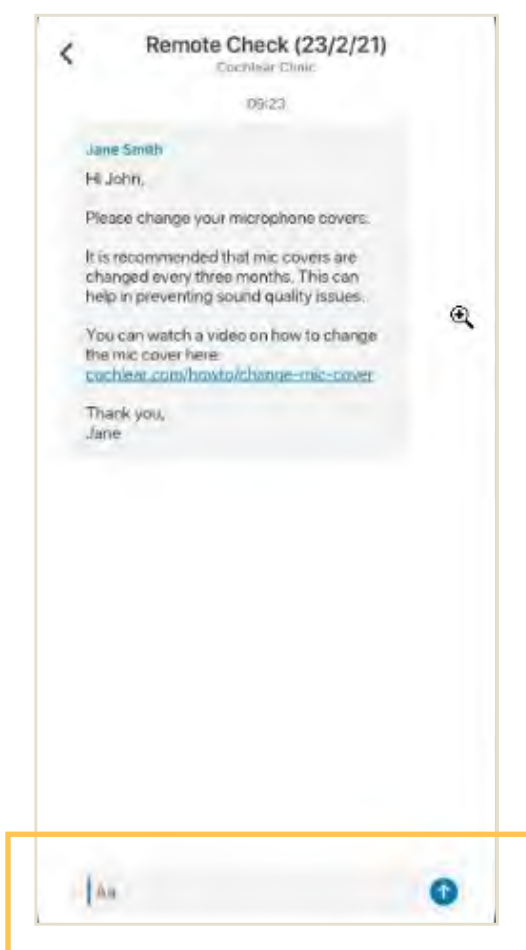 Remote Check (23/2/21)
Cochlear Clinic
09:23
Jane Smith
Hi John,
Please change your microphone covers.
It is recommended that mic covers are
changed every three months. This can
help in preventing sound quality issues.
You can watch a video on how to change
the mic cover here:
cochlear.com/howto/change-mic-cover
Thank you,
Jane
Aa